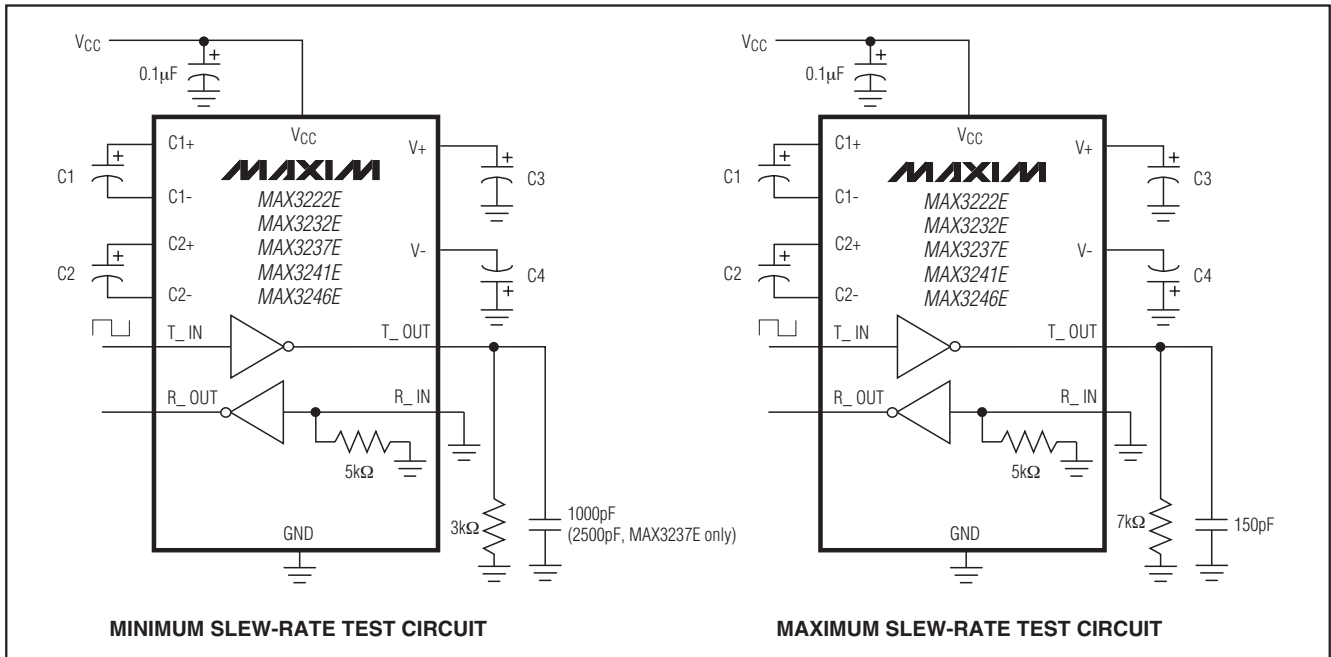 VCC
0.1μF
VCC
C1+
V+
C1
C3
C1-
MAXIM
MAX3222E
MAX3232E
MAX3237E
MAX3241E
MAX3246E
C2+
V-
C2
C4
C2-
T_ IN
T_ OUT
R_ OUT
R_ IN
5kΩ
3kΩ
1000pF
(2500pF, MAX3237E only)
GND
MINIMUM SLEW-RATE TEST CIRCUIT
VCC
0.1μF
VCC
C1+
V+
C1
C3
C1-
MAXIM
MAX3222E
MAX3232E
MAX3237E
MAX3241E
MAX3246E
C2+
V-
C2
C4
C2-
T_ IN
T_ OUT
R_ OUT
R_ IN
5kΩ
7kΩ
150pF
GND
MAXIMUM SLEW-RATE TEST CIRCUIT